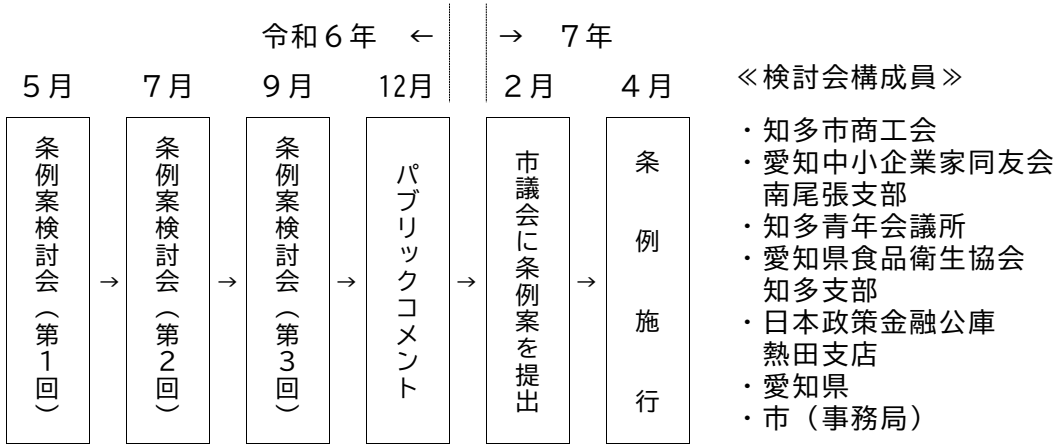 令和６年　←
→　７年
５月
７月
９月
12月
２月
４月
条例案検討会（第１回）
→
条例案検討会（第２回）
→
条例案検討会（第３回）
→
パブリックコメント
→
市議会に条例案を提出
→
条例施行
≪検討会構成員≫
・知多市商工会
・愛知中小企業家同友会
南尾張支部
・知多青年会議所
・愛知県食品衛生協会
知多支部
・日本政策金融公庫
熱田支店
・愛知県
・市（事務局）